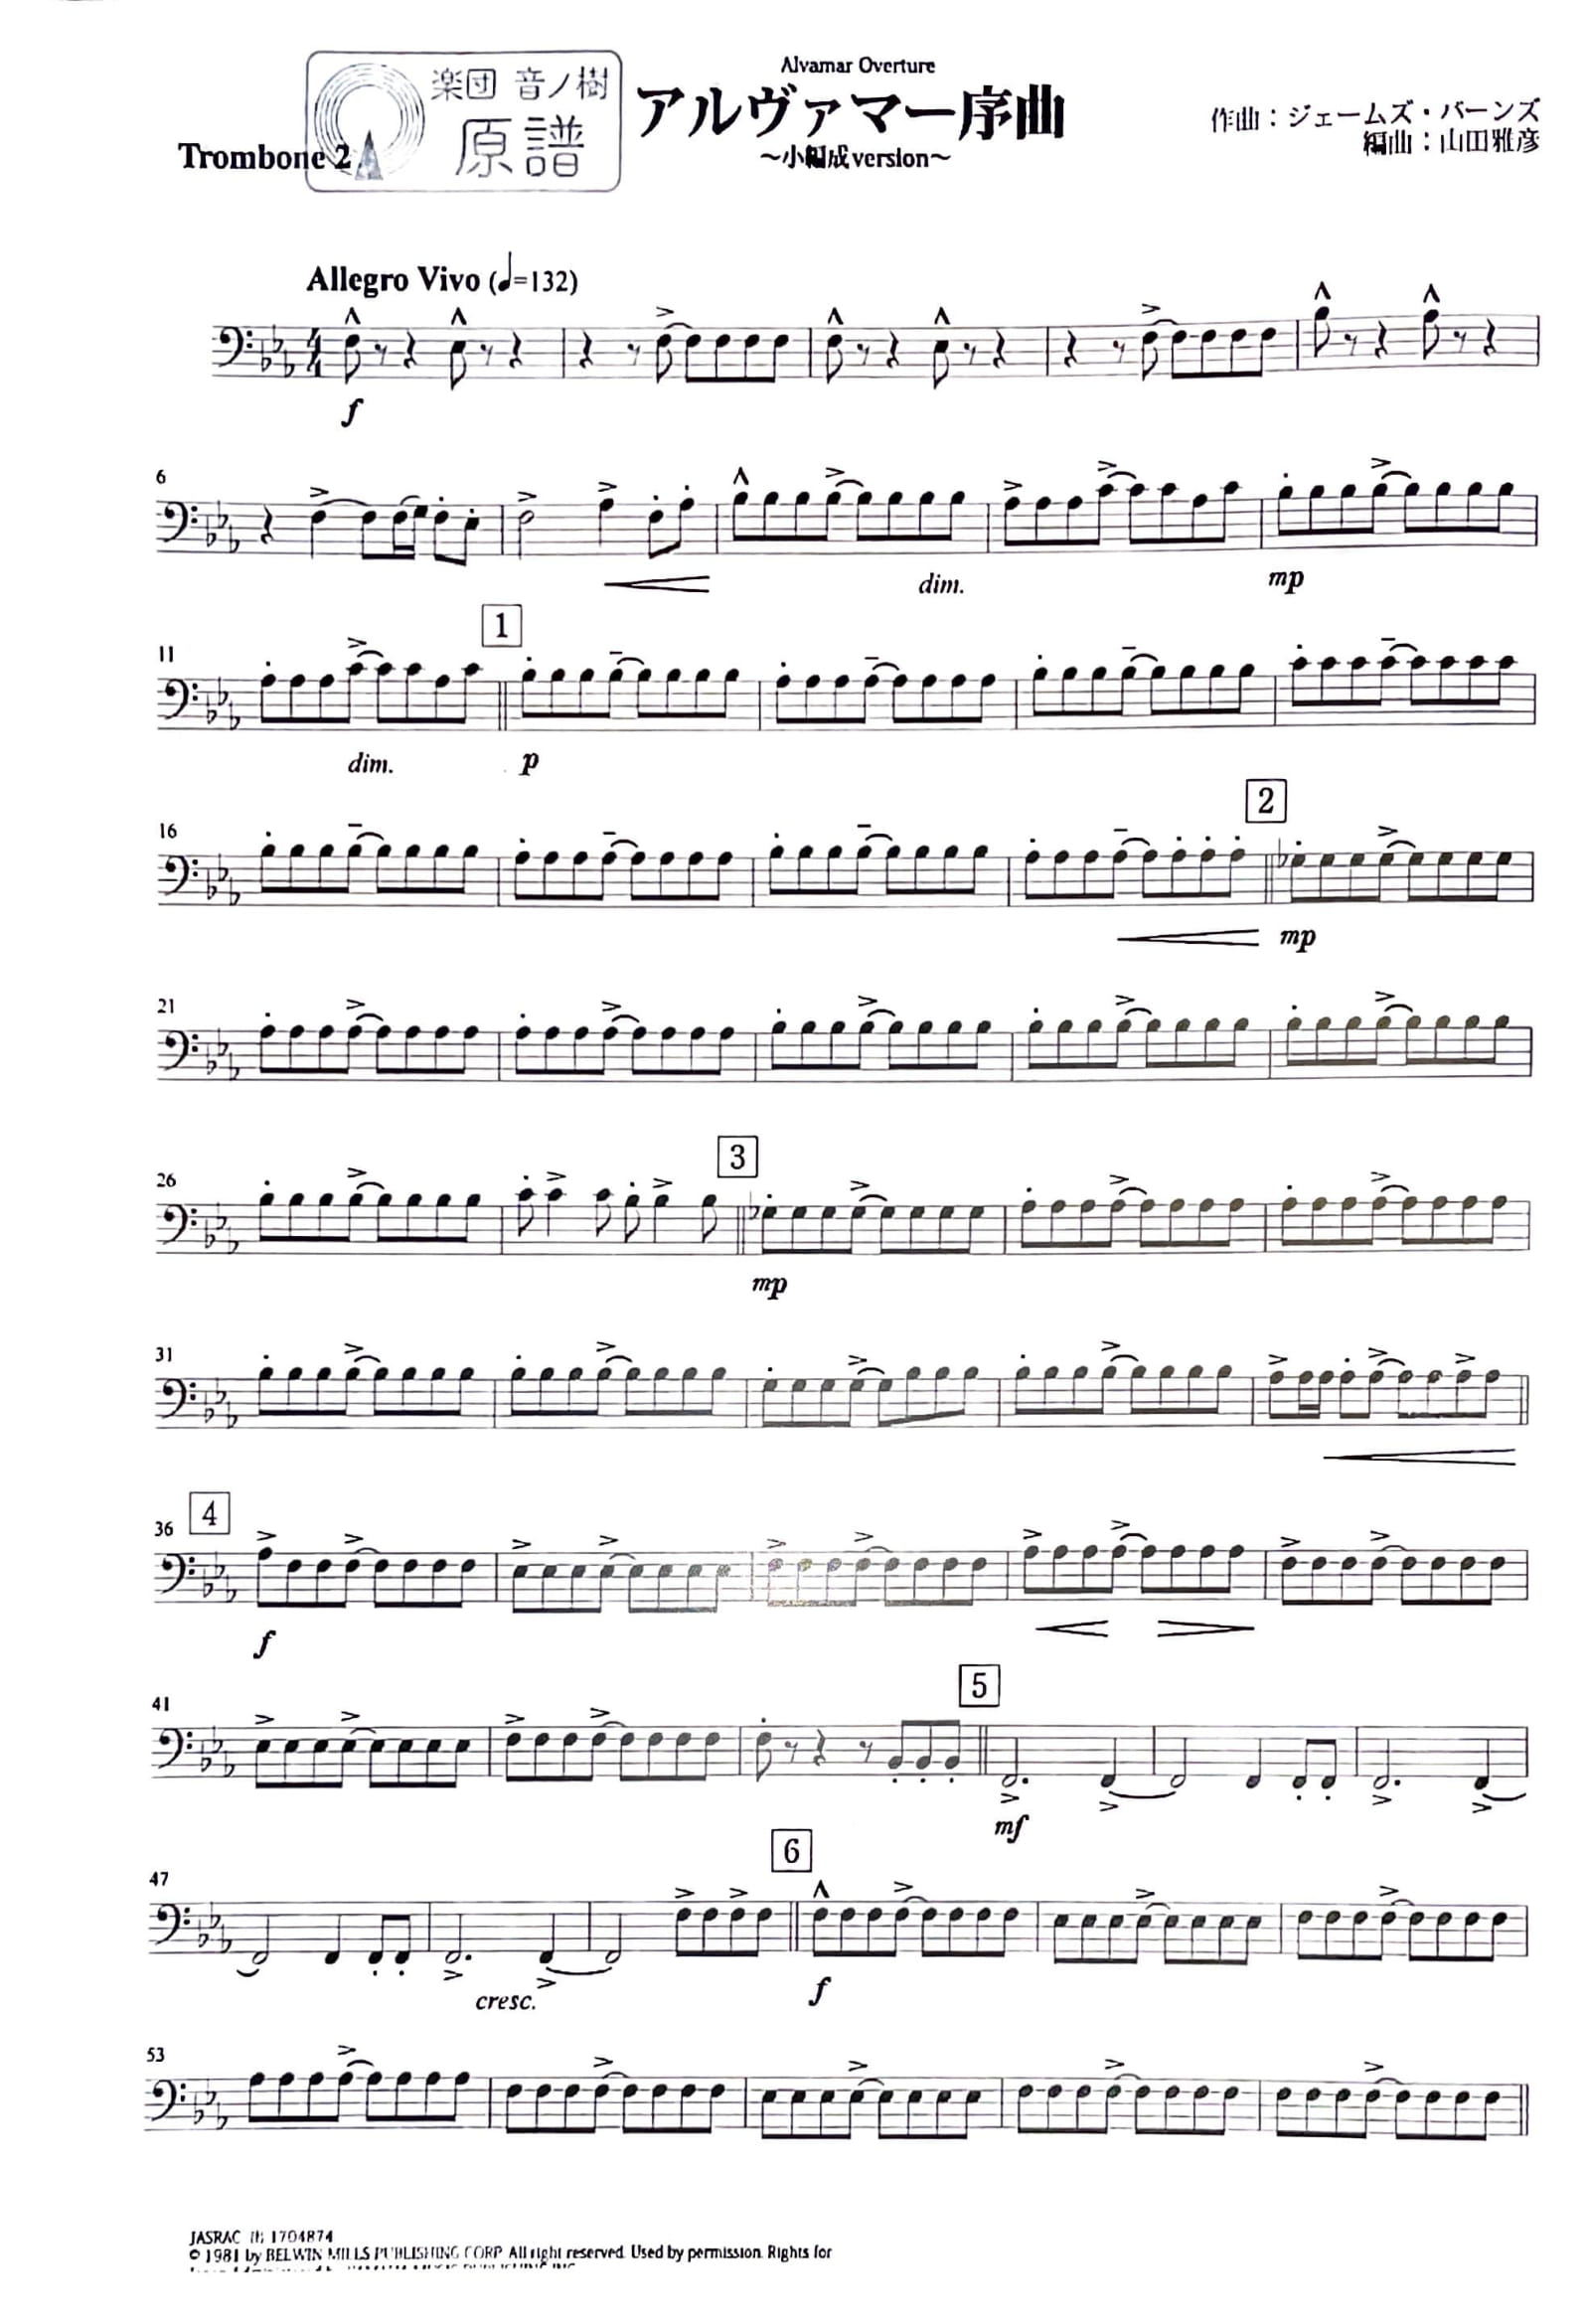 Alvamar Overture
楽団 音ノ樹
原譜
アルヴァマー序曲
～小編成version～
Trombone 2
作曲：ジェームズ・バーンズ
編曲：山田雅彦
Allegro Vivo (♩=132)
f
6
dim.
mp
1
11
dim.
p
2
16
mp
21
3
26
mp
31
4
36
f
5
41
mf
6
47
cresc.
f
53
JASRAC 出 1704874
© 1981 by BELWIN MILLS PUBLISHING CORP. All right reserved. Used by permission. Rights for